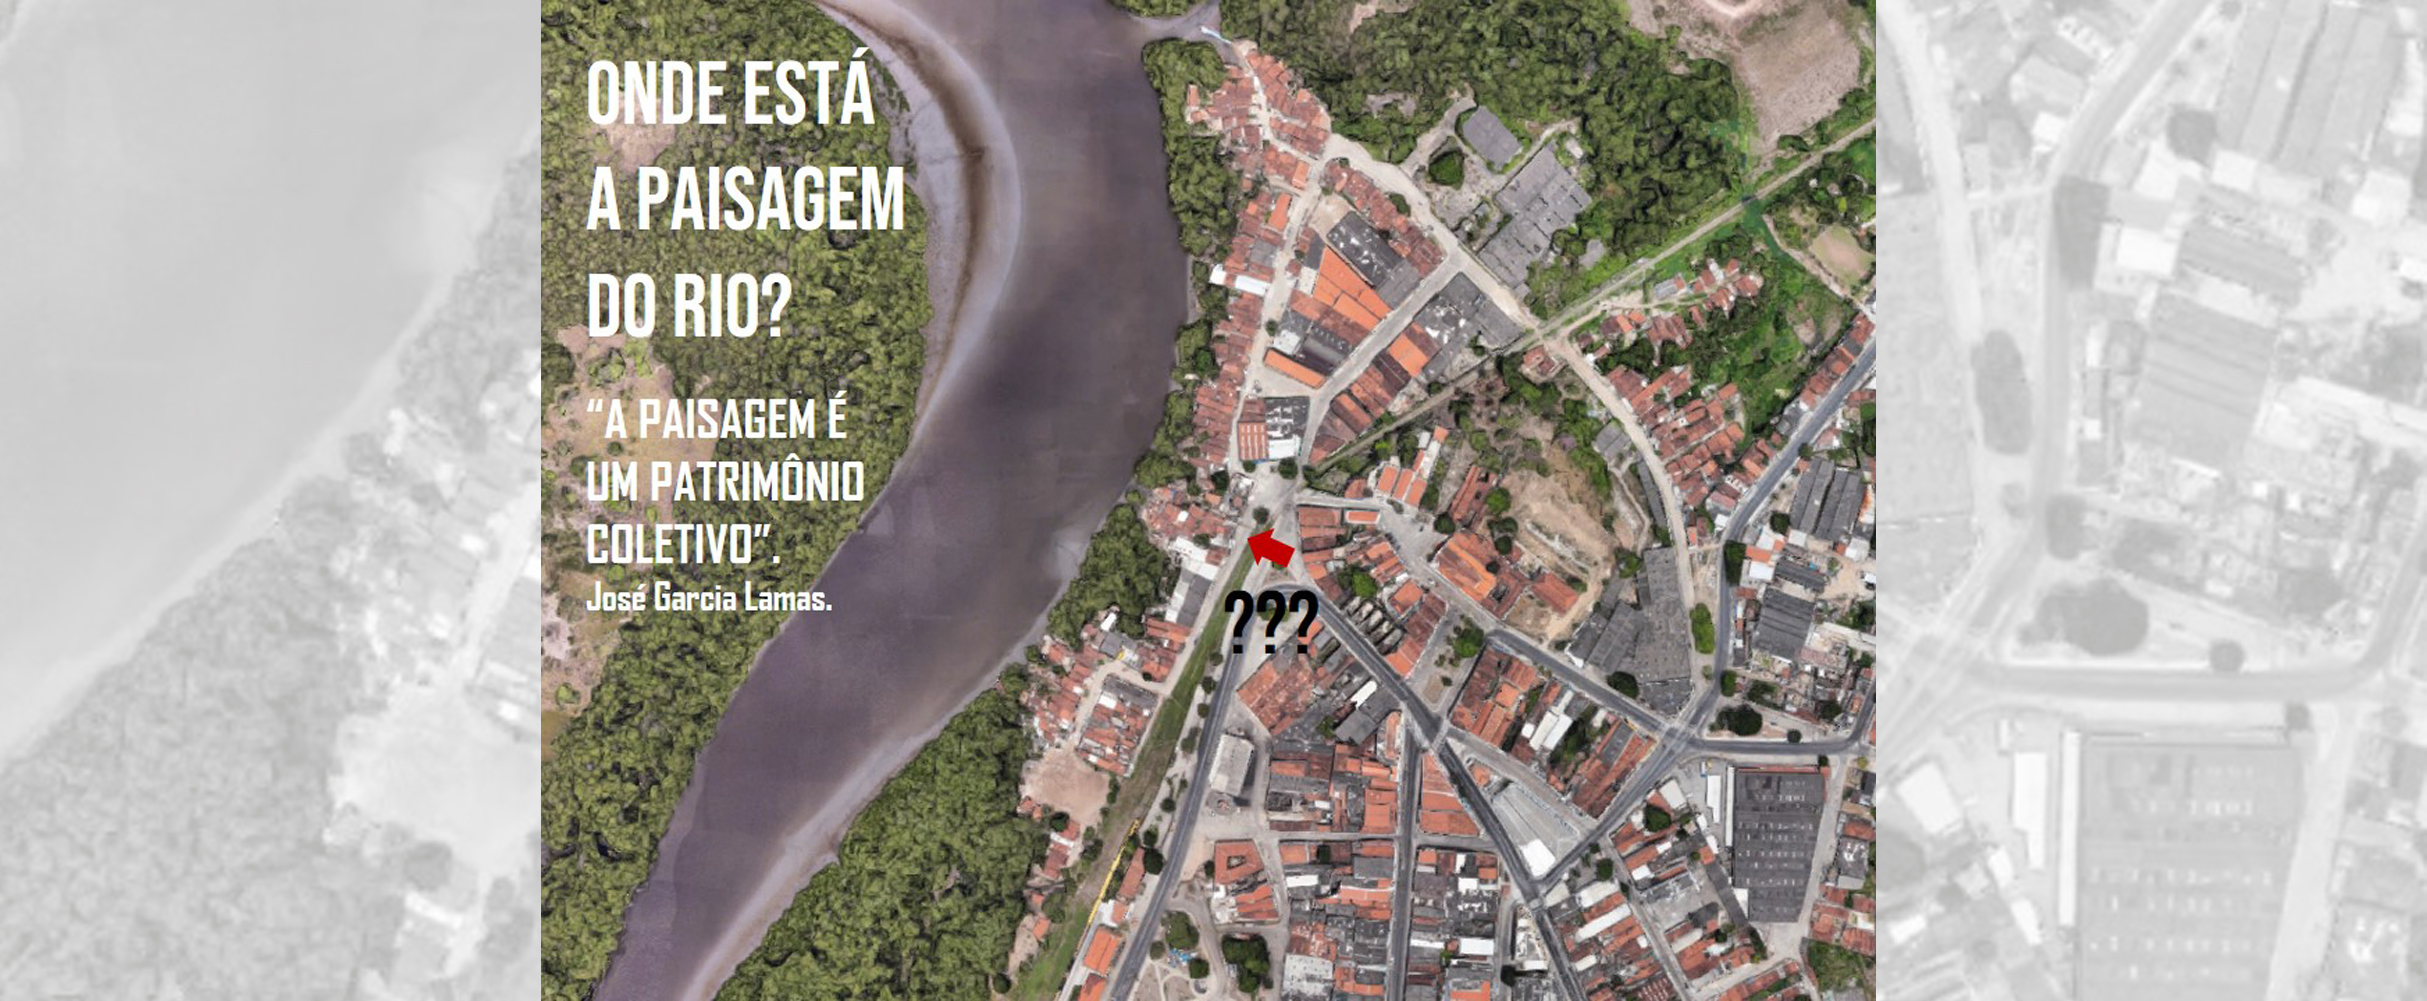 ONDE ESTÁ
A PAISAGEM
DO RIO?
“A PAISAGEM É
UM PATRIMÔNIO
COLETIVO”.
José Garcia Lamas.
???